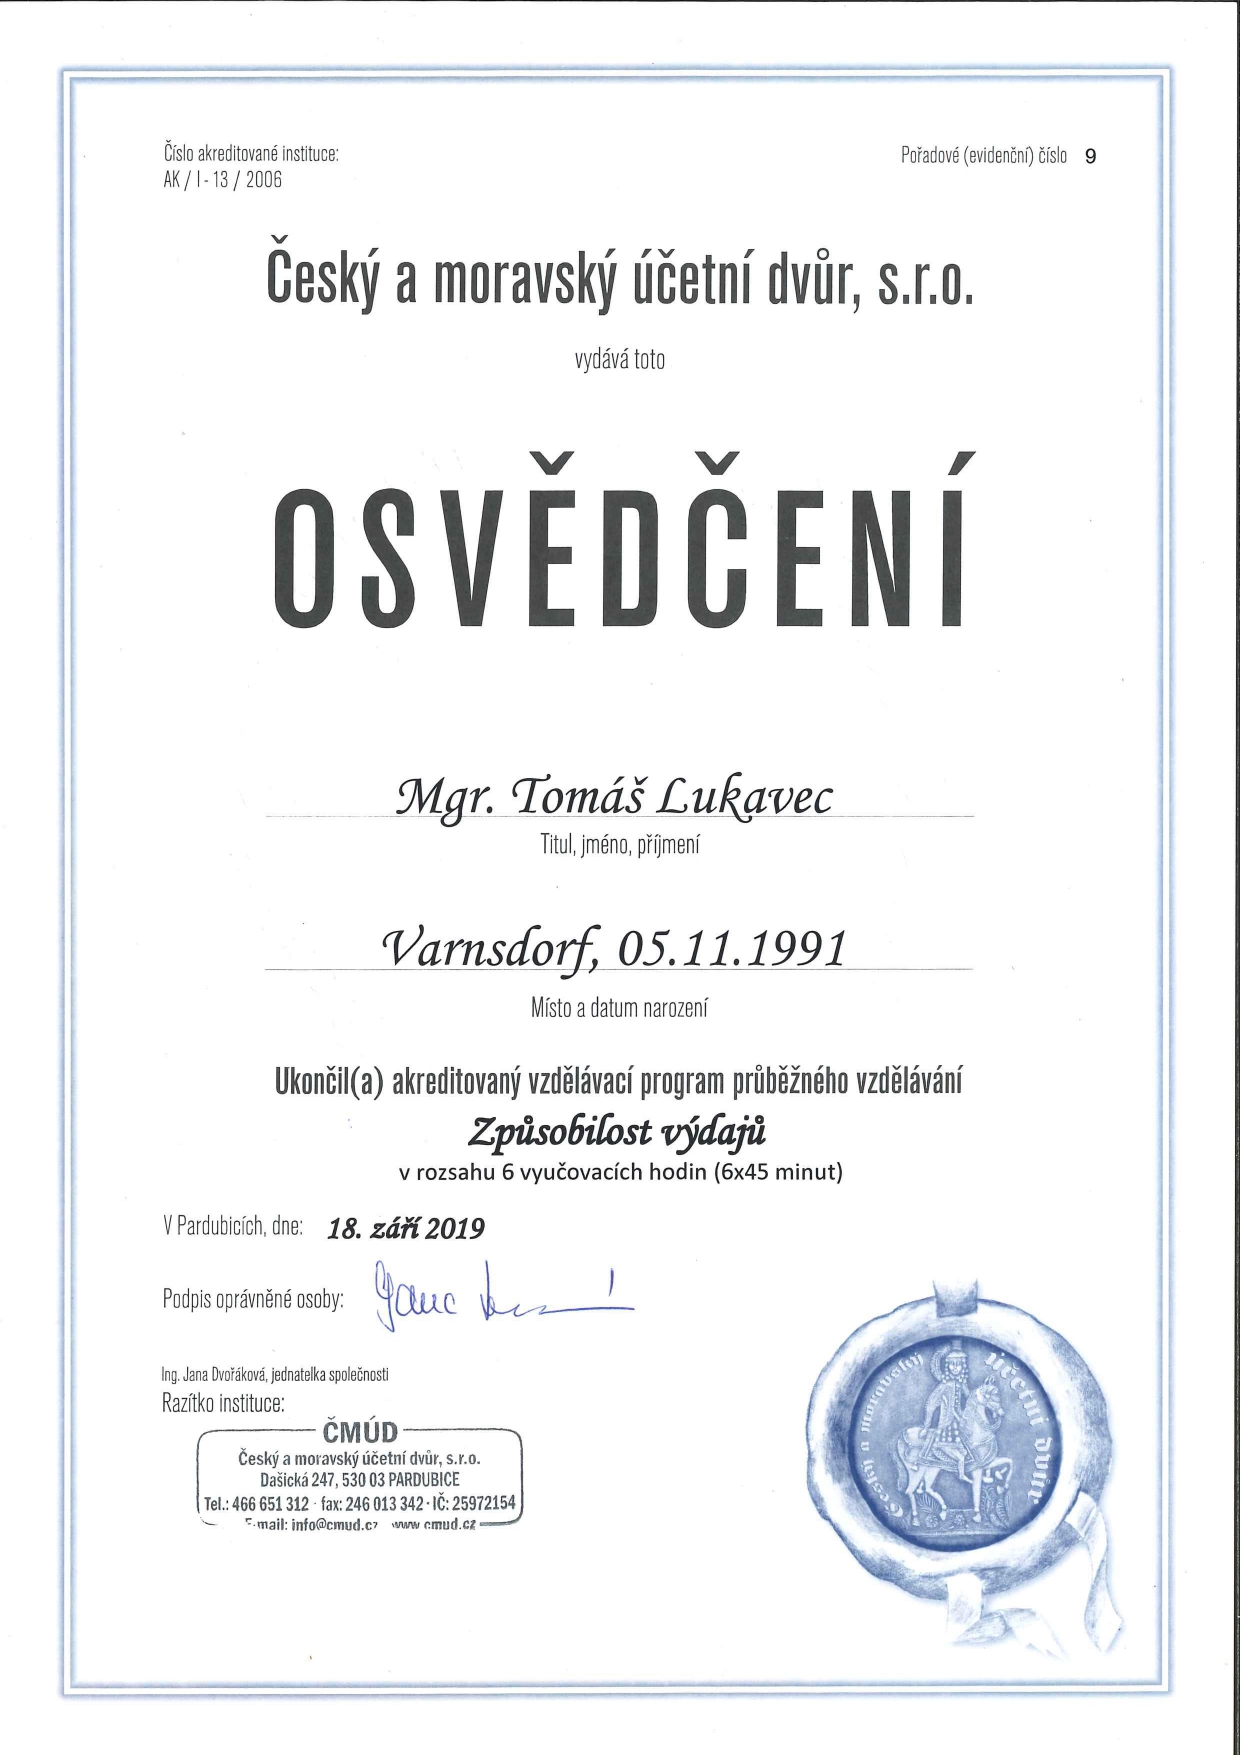 Číslo akreditované instituce:
AK / I - 13 / 2006
Pořadové (evidenční) číslo 9
Český a moravský účetní dvůr, s.r.o.
vydává toto
OSVĚDČENÍ
Mgr. Tomáš Lukavec
Titul, jméno, příjmení
Varnsdorf, 05.11.1991
Místo a datum narození
Ukončil(a) akreditovaný vzdělávací program průběžného vzdělávání
Způsobilost výdajů
v rozsahu 6 vyučovacích hodin (6x45 minut)
V Pardubicích, dne: 18. září 2019
Podpis oprávněné osoby:
Ing. Jana Dvořáková, jednatelka společnosti
Razítko instituce:
ČMÚD
Český a moravský účetní dvůr, s.r.o.
Dašická 247, 530 03 PARDUBICE
Tel.: 466 651 312 · fax: 246 013 342 · IČ: 25972154
E-mail: info@cmud.cz www.cmud.cz
Český a moravský účetní dvůr